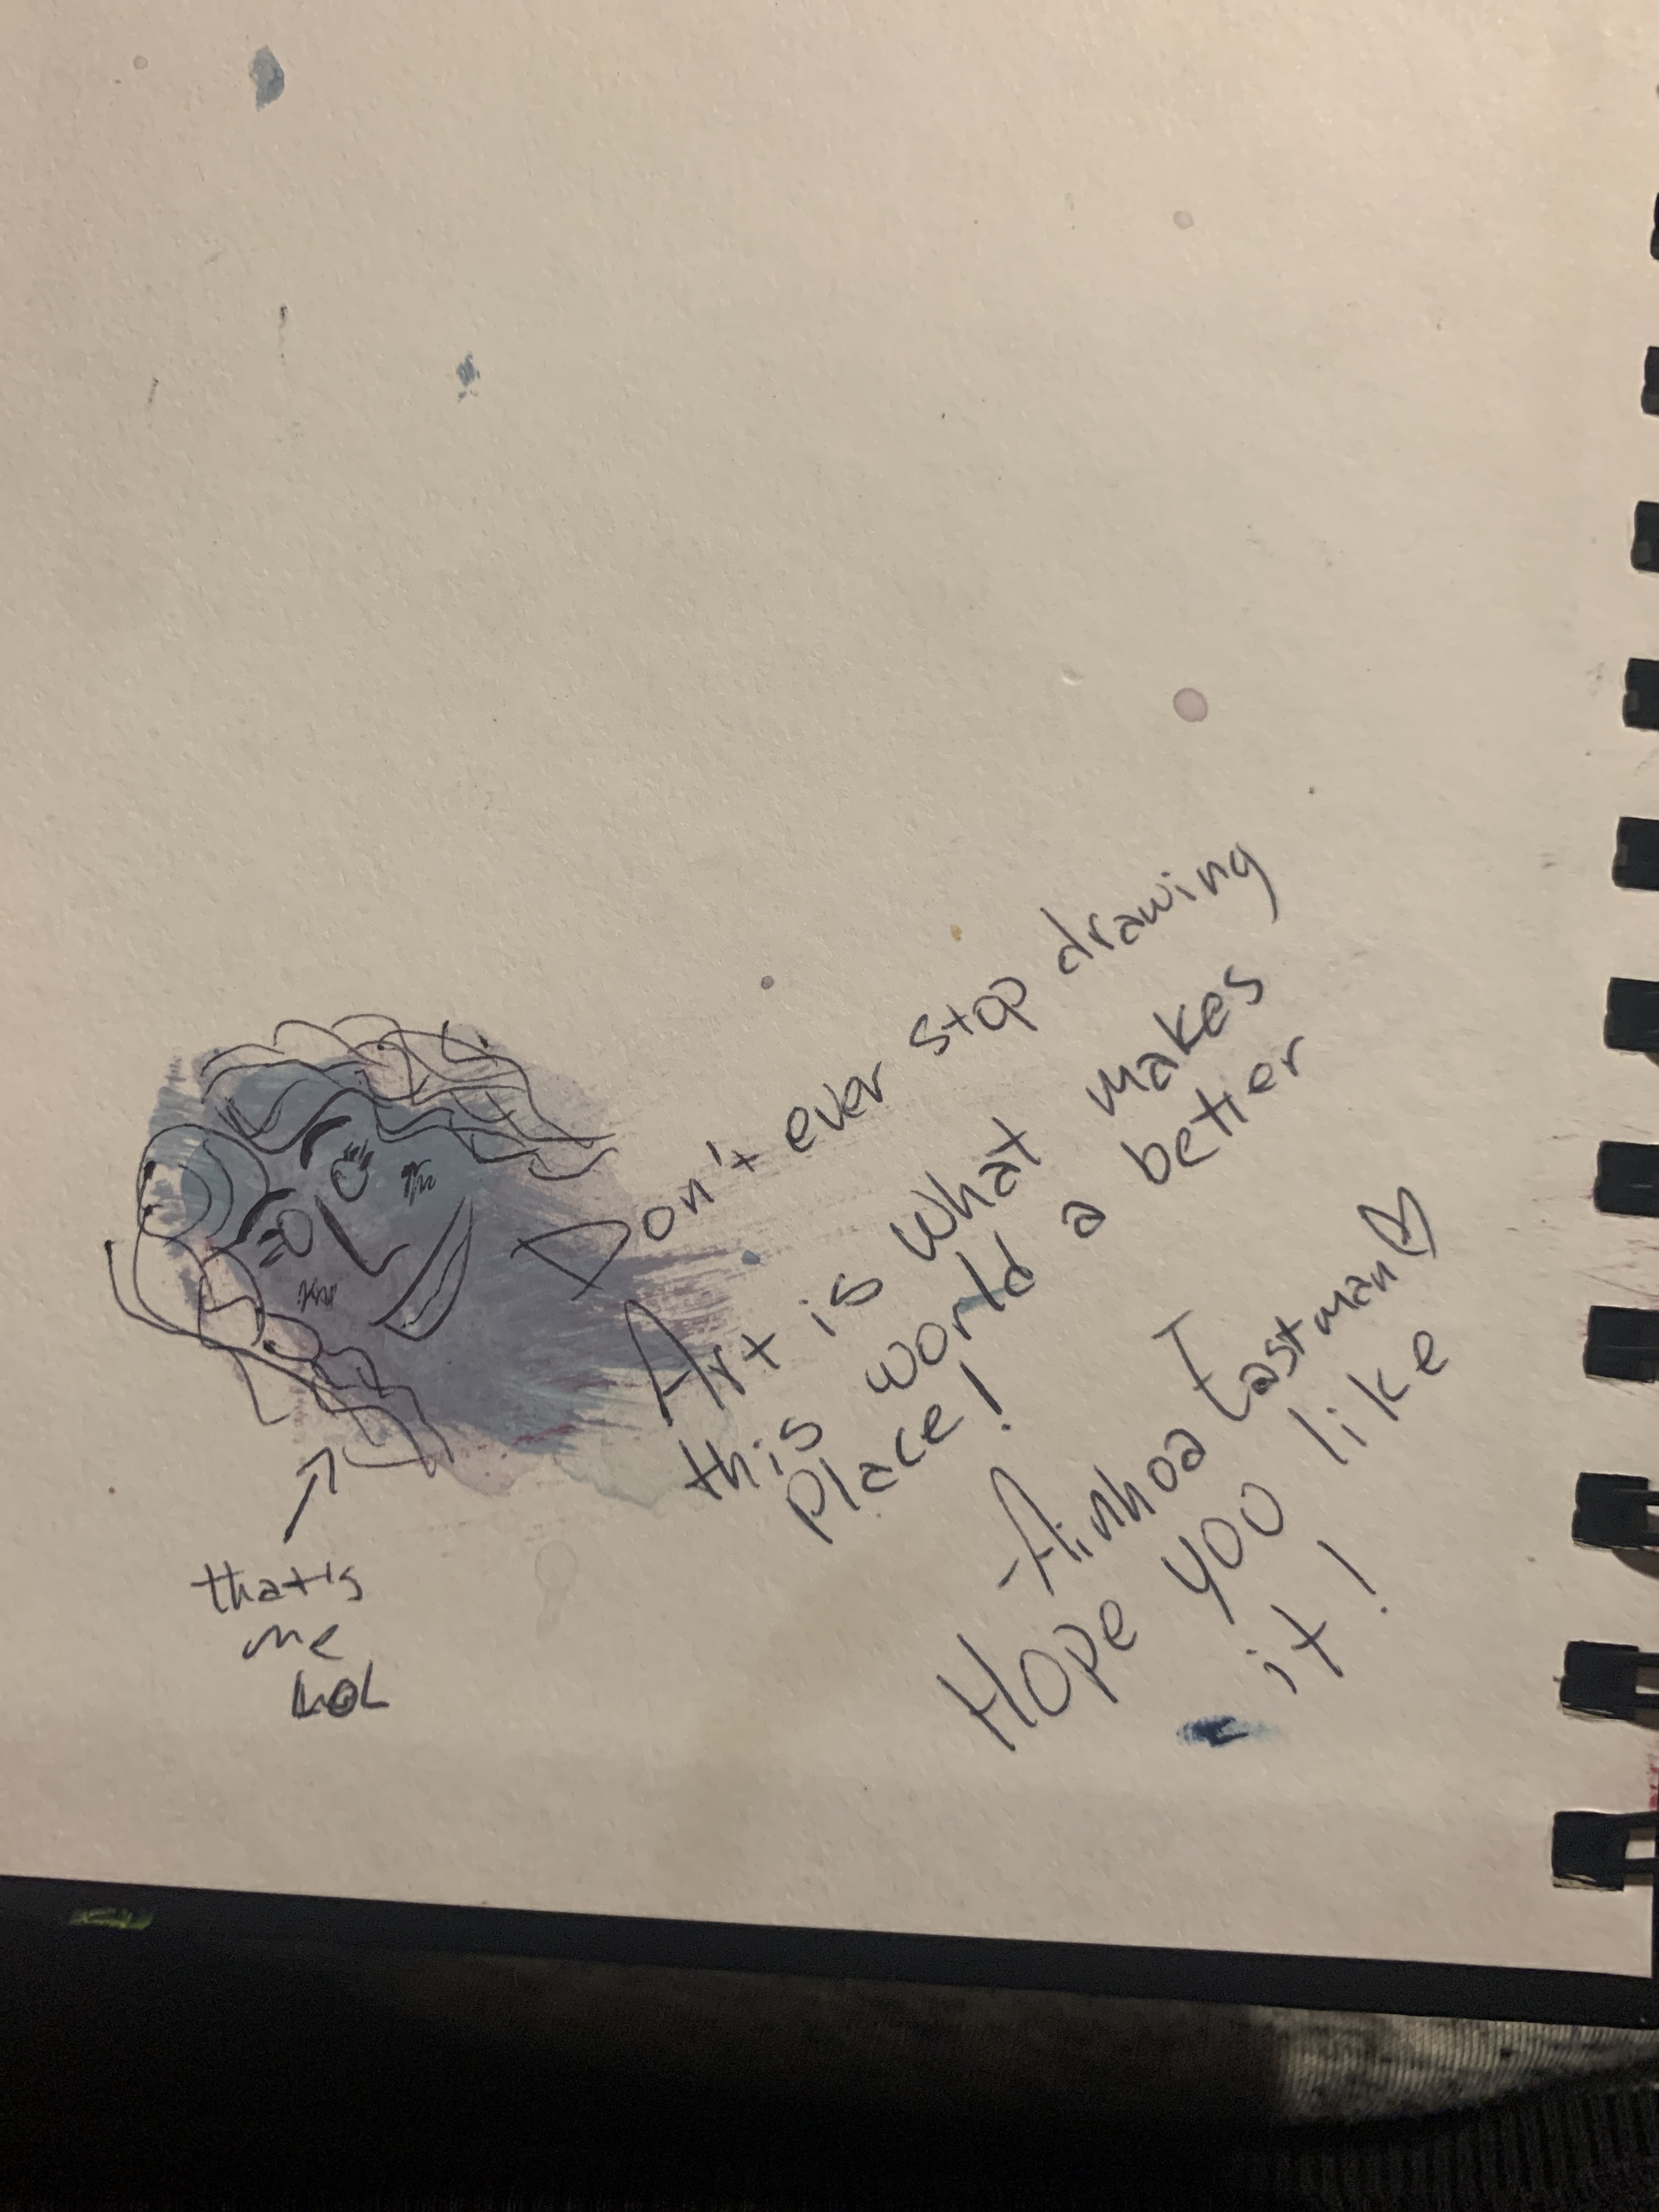 Don't ever stop drawing
Art is what makes
this world a better
place!
-Ainhoa Eastman
Hope you like
it!
that's
me
LOL